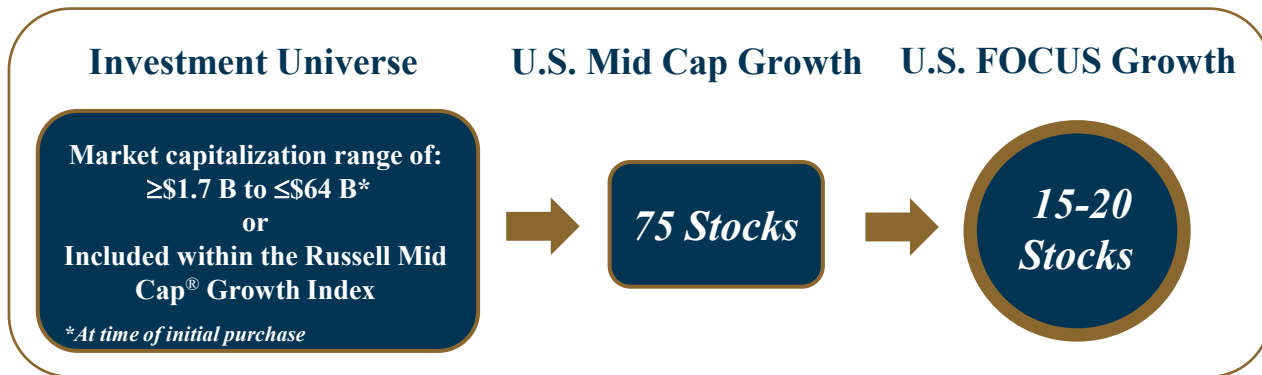 Investment Universe
U.S. Mid Cap Growth
U.S. FOCUS Growth
Market capitalization range of:
≥$1.7 B to ≤$64 B*
or
Included within the Russell Mid
Cap® Growth Index
*At time of initial purchase
75 Stocks
15-20
Stocks